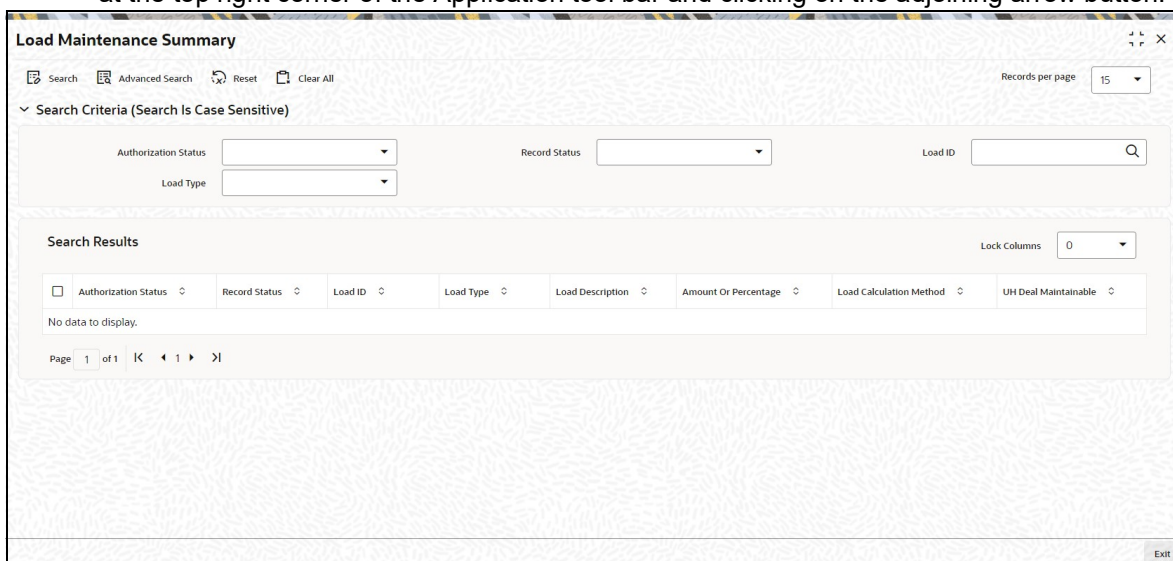 at the top right corner of the Application tool bar and clicking on the adjoining arrow button.
Load Maintenance Summary
Search Advanced Search Reset Clear All Records per page 15
Search Criteria (Search Is Case Sensitive)
Authorization Status Record Status Load ID
Load Type
Search Results Lock Columns 0
Authorization Status Record Status Load ID Load Type Load Description Amount Or Percentage Load Calculation Method UH Deal Maintainable
No data to display.
Page 1 of 1 1
Exit